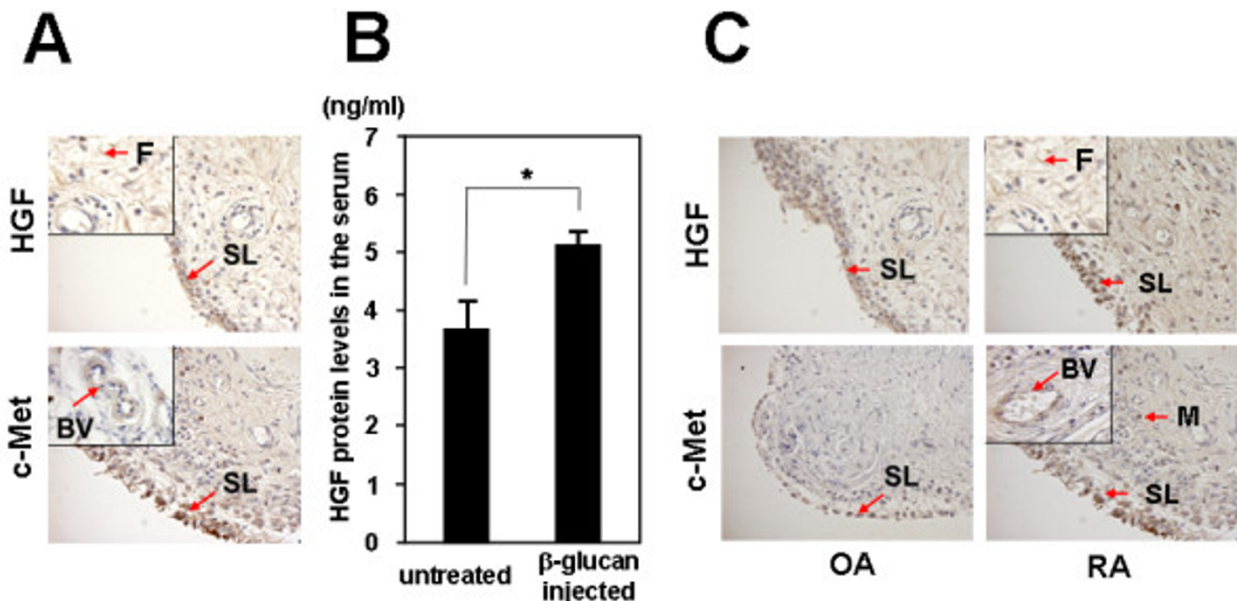 A
B
C
HGF
F
SL
c-Met
BV
SL
(ng/ml)
HGF protein levels in the serum
7
6
5
4
3
2
1
0
*
untreated
β-glucan
injected
HGF
SL
F
SL
c-Met
SL
BV
M
SL
OA
RA